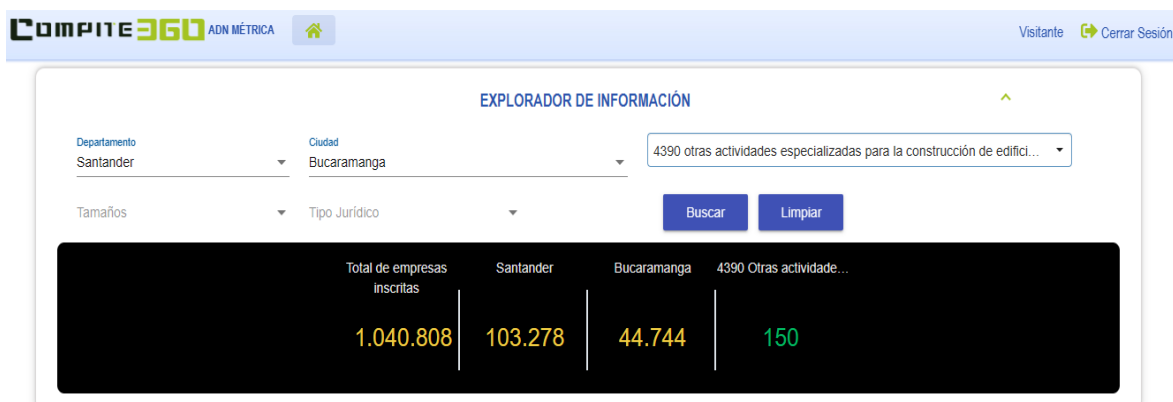 COMPITE360 ADN MÉTRICA
Visitante Cerrar Sesión
EXPLORADOR DE INFORMACIÓN
Departamento Ciudad
Santander Bucaramanga 4390 otras actividades especializadas para la construcción de edifici...
Tamaños Tipo Jurídico Buscar Limpiar
Total de empresas inscritas Santander Bucaramanga 4390 Otras actividade...
1.040.808 103.278 44.744 150